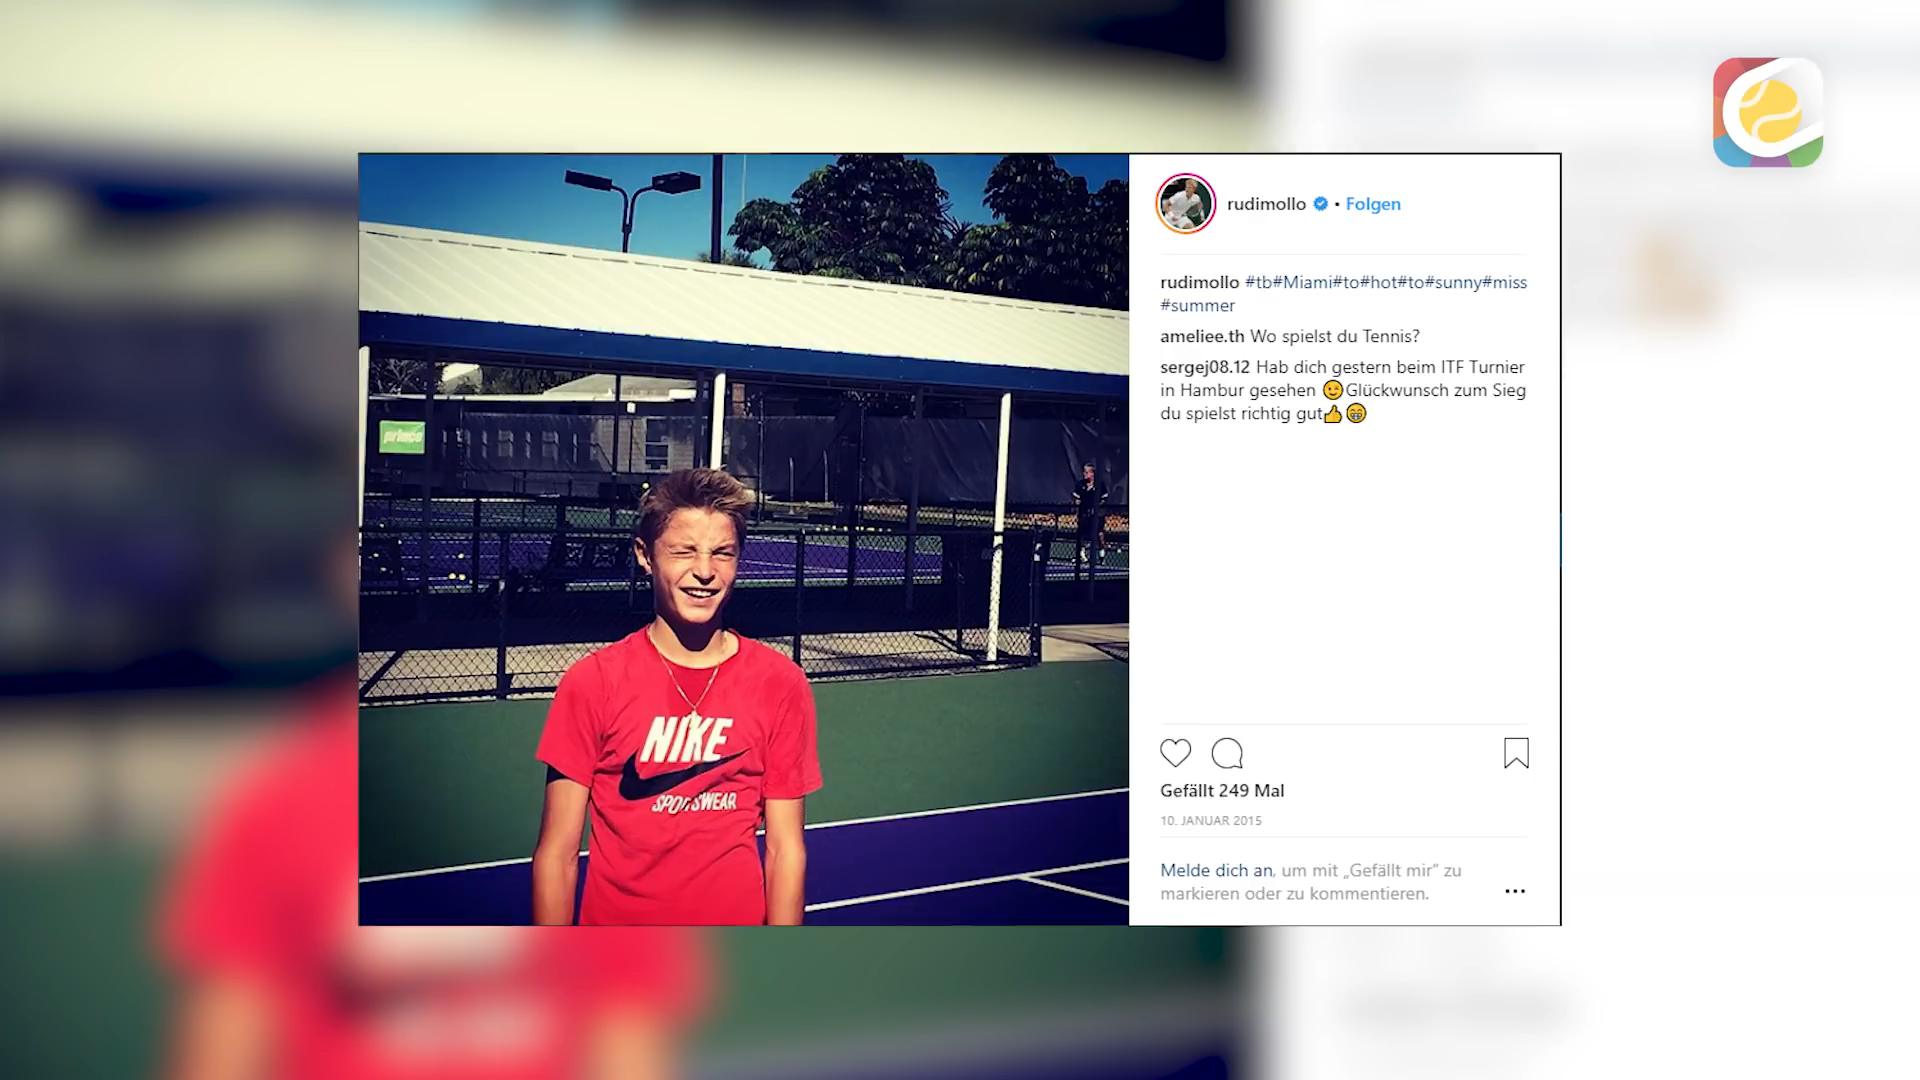 rudimollo • Folgen
rudimollo #tb#Miami#to#hot#to#sunny#miss
#summer
ameliee.th Wo spielst du Tennis?
sergej08.12 Hab dich gestern beim ITF Turnier
in Hambur gesehen 😉Glückwunsch zum Sieg
du spielst richtig gut👍😁
prince
NIKE
SPORTSWEAR
Gefällt 249 Mal
10. JANUAR 2015
Melde dich an, um mit „Gefällt mir“ zu
markieren oder zu kommentieren.